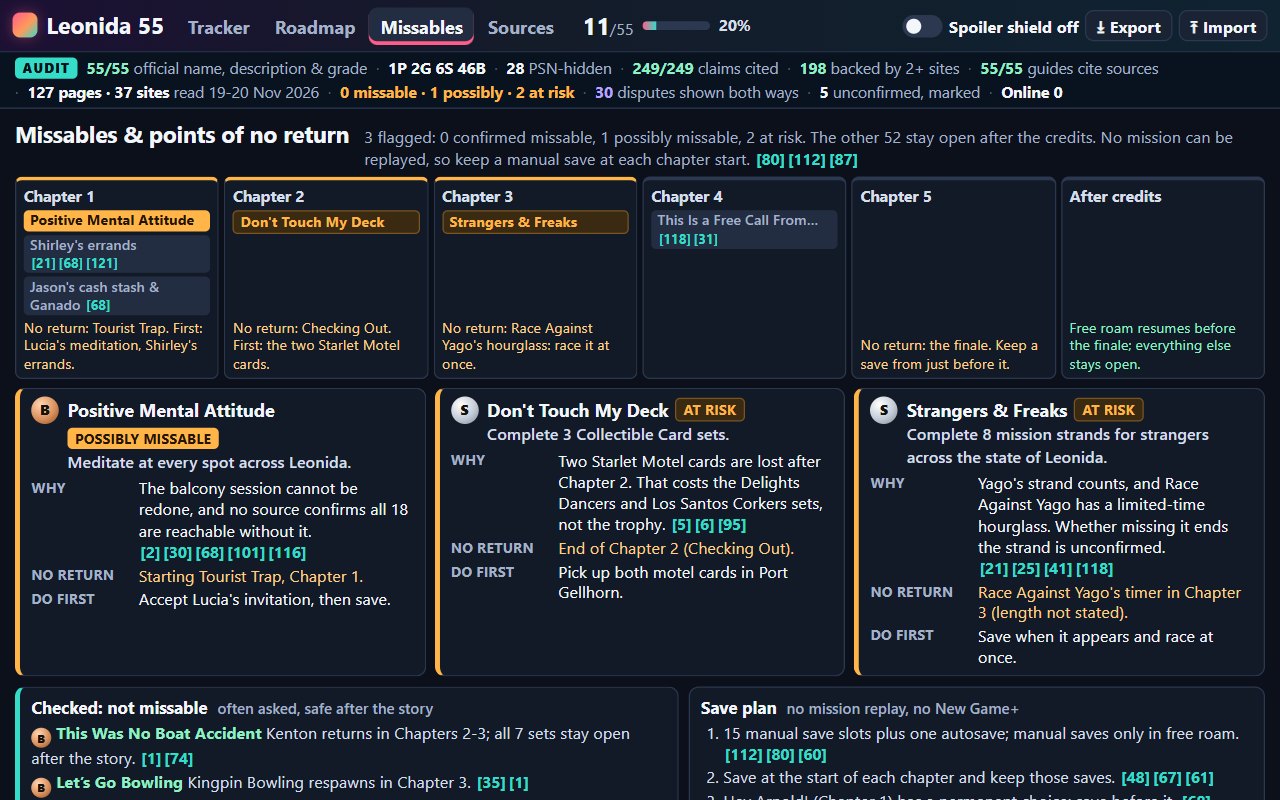 Leonida 55 Tracker Roadmap Missables Sources 11/55 20% Spoiler shield off Export Import
AUDIT 55/55 official name, description & grade · 1P 2G 6S 46B · 28 PSN-hidden · 249/249 claims cited · 198 backed by 2+ sites · 55/55 guides cite sources
· 127 pages · 37 sites read 19-20 Nov 2026 · 0 missable · 1 possibly · 2 at risk · 30 disputes shown both ways · 5 unconfirmed, marked · Online 0
Missables & points of no return
3 flagged: 0 confirmed missable, 1 possibly missable, 2 at risk. The other 52 stay open after the credits. No mission can be
replayed, so keep a manual save at each chapter start. [80] [112] [87]
Chapter 1
Positive Mental Attitude
Shirley's errands
[21] [68] [121]
Jason's cash stash &
Ganado [68]
No return: Tourist Trap. First:
Lucia's meditation, Shirley's
errands.
Chapter 2
Don't Touch My Deck
No return: Checking Out.
First: the two Starlet Motel
cards.
Chapter 3
Strangers & Freaks
No return: Race Against
Yago's hourglass: race it at
once.
Chapter 4
This Is a Free Call From...
[118] [31]
Chapter 5
No return: the finale. Keep a
save from just before it.
After credits
Free roam resumes before
the finale; everything else
stays open.
B Positive Mental Attitude
POSSIBLY MISSABLE
Meditate at every spot across Leonida.
WHY The balcony session cannot be
redone, and no source confirms all 18
are reachable without it.
[2] [30] [68] [101] [116]
NO RETURN Starting Tourist Trap, Chapter 1.
DO FIRST Accept Lucia's invitation, then save.
S Don't Touch My Deck AT RISK
Complete 3 Collectible Card sets.
WHY Two Starlet Motel cards are lost after
Chapter 2. That costs the Delights
Dancers and Los Santos Corkers sets,
not the trophy. [5] [6] [95]
NO RETURN End of Chapter 2 (Checking Out).
DO FIRST Pick up both motel cards in Port
Gellhorn.
S Strangers & Freaks AT RISK
Complete 8 mission strands for strangers
across the state of Leonida.
WHY Yago's strand counts, and Race
Against Yago has a limited-time
hourglass. Whether missing it ends
the strand is unconfirmed.
[21] [25] [41] [118]
NO RETURN Race Against Yago's timer in Chapter
3 (length not stated).
DO FIRST Save when it appears and race at
once.
Checked: not missable often asked, safe after the story
B This Was No Boat Accident Kenton returns in Chapters 2-3; all 7 sets stay open
after the story. [1] [74]
B Let's Go Bowling Kingpin Bowling respawns in Chapter 3. [35] [1]
Save plan no mission replay, no New Game+
1. 15 manual save slots plus one autosave; manual saves only in free roam.
[112] [80] [60]
2. Save at the start of each chapter and keep those saves. [48] [67] [61]